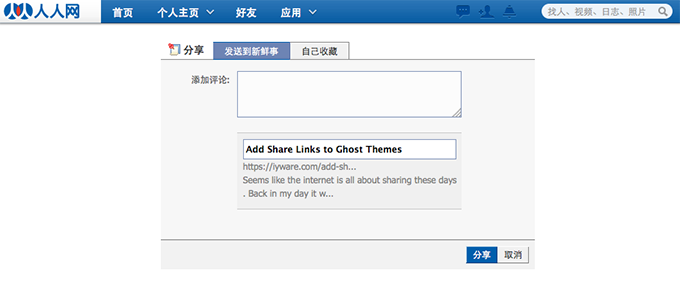 人人网 首页 个人主页 好友 应用 找人、视频、日志、照片
分享 发送到新鲜事 自己收藏
添加评论:
Add Share Links to Ghost Themes
https://iyware.com/add-sh...
Seems like the internet is all about sharing these days
. Back in my day it w...
分享 取消